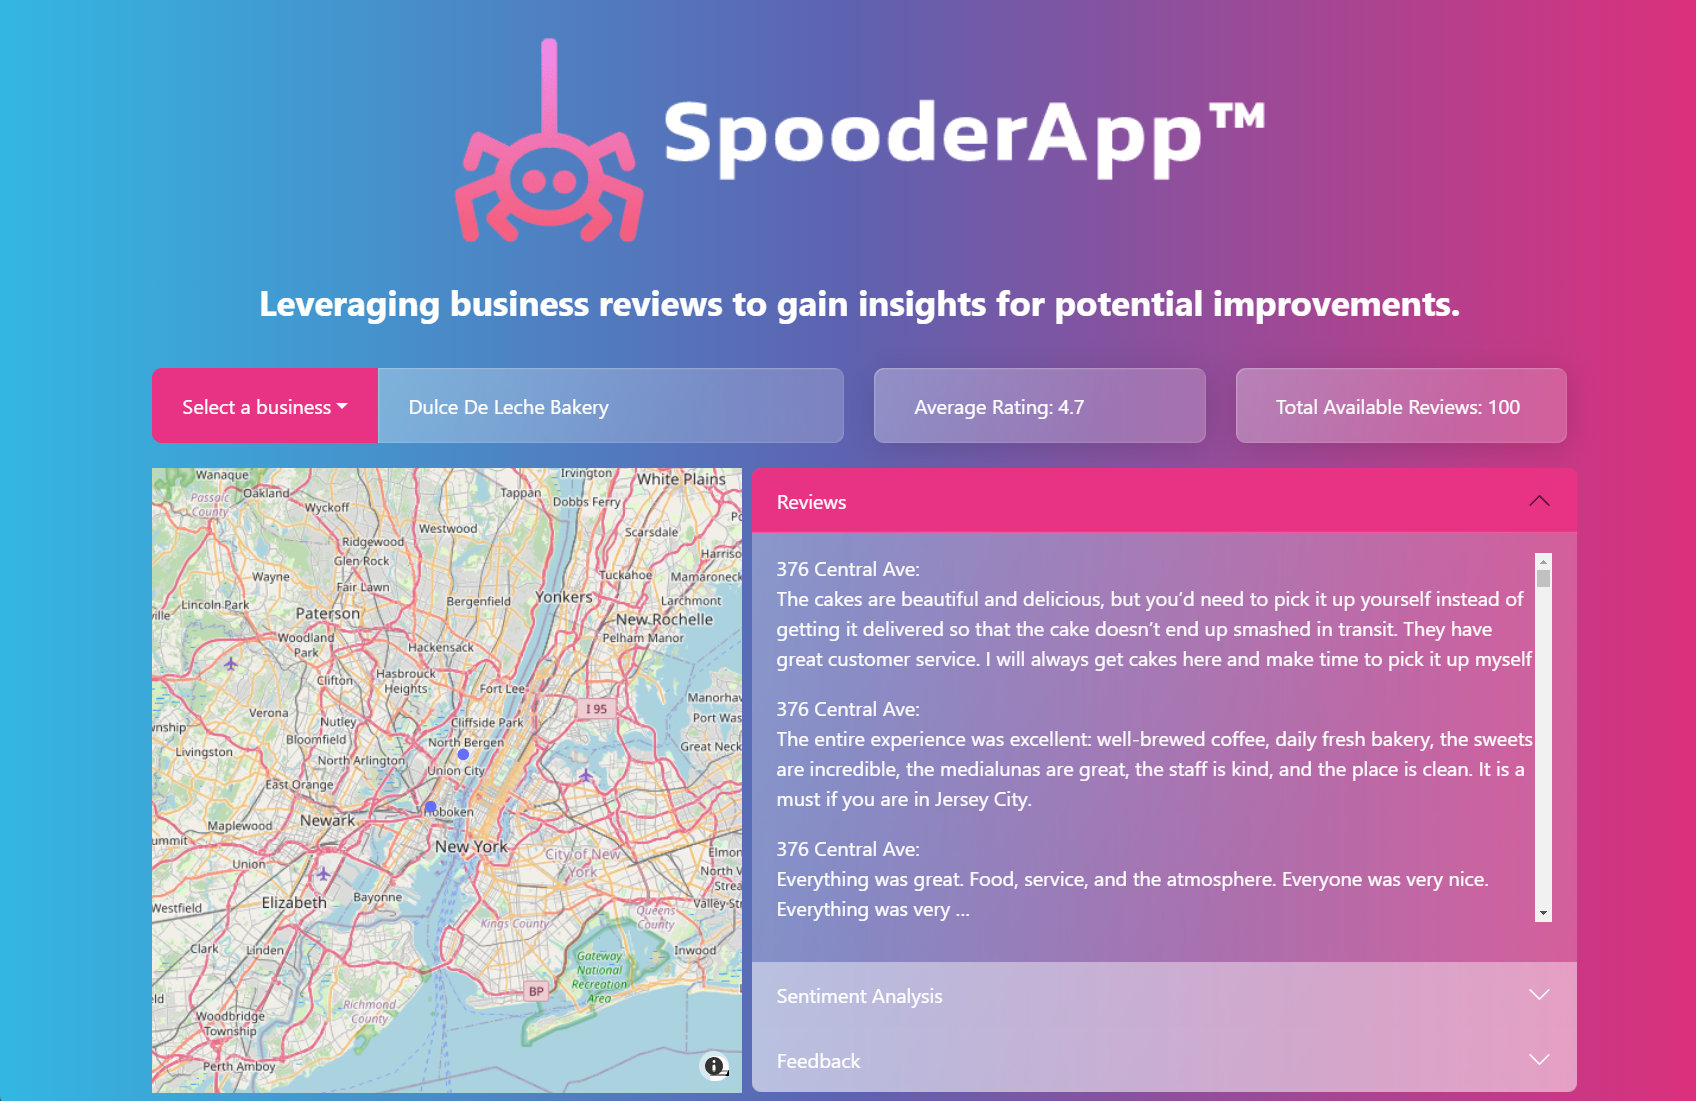 SpooderApp™
Leveraging business reviews to gain insights for potential improvements.
Select a business
Dulce De Leche Bakery
Average Rating: 4.7
Total Available Reviews: 100
Wanaque
Irvington
White Plains
Oakland
Tappan
Passaic
County
Wyckoff
Dobbs Ferry
Westwood
Scarsdale
Ridgewood
Glen Rock
Harriso
Wayne
Fair Lawn
Tuckahoe
Mamaroneck
Lincoln Park
Bergenfield
Yonkers
Larchmont
ville
Paterson
New Rochelle
Woodland
Park
Hackensack
Pelham Manor
Clifton
Hasbrouck
Heights
Fort Lee
Manorhav
Verona
Nutley
Cliffside Park
I 95
Port Was
nship
Bloomfield
North Bergen
Livingston
North Arlington
Union City
Great Neck
East Orange
Maplewood
Newark
Hoboken
ummit
New York
City of New
York
Elmon
Union
North V
Strea
Westfield
Elizabeth
Bayonne
Valley Str
Kings County
Queens
County
Clark
Linden
Inwood
Gateway
National
Recreation
Area
BP
ld
Richmond
County
Woodbridge
Township
Perth Amboy
Reviews
376 Central Ave:
The cakes are beautiful and delicious, but you’d need to pick it up yourself instead of
getting it delivered so that the cake doesn’t end up smashed in transit. They have
great customer service. I will always get cakes here and make time to pick it up myself
376 Central Ave:
The entire experience was excellent: well-brewed coffee, daily fresh bakery, the sweets
are incredible, the medialunas are great, the staff is kind, and the place is clean. It is a
must if you are in Jersey City.
376 Central Ave:
Everything was great. Food, service, and the atmosphere. Everyone was very nice.
Everything was very ...
Sentiment Analysis
Feedback